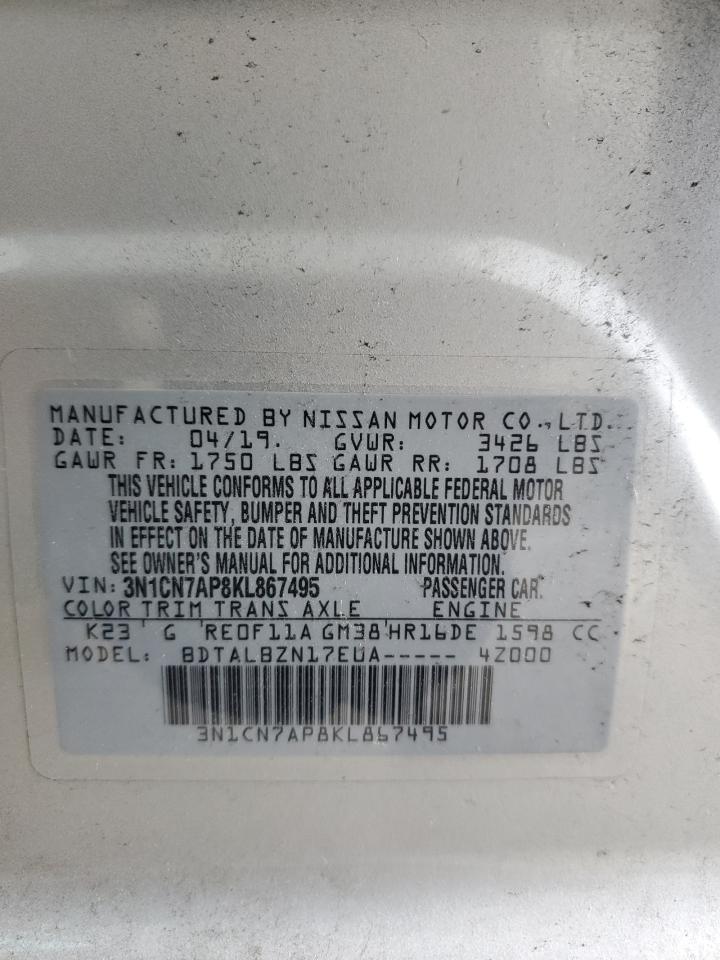 MANUFACTURED BY NISSAN MOTOR CO., LTD.
DATE: 04/19. GVWR: 3426 LBS
GAWR FR: 1750 LBS GAWR RR: 1708 LBS
THIS VEHICLE CONFORMS TO ALL APPLICABLE FEDERAL MOTOR
VEHICLE SAFETY, BUMPER AND THEFT PREVENTION STANDARDS
IN EFFECT ON THE DATE OF MANUFACTURE SHOWN ABOVE.
SEE OWNER'S MANUAL FOR ADDITIONAL INFORMATION.
VIN: 3N1CN7AP8KL867495 PASSENGER CAR.
COLOR TRIM TRANS AXLE ENGINE
K23 G RE0F11A GM38 HR16DE 1598 CC
MODEL: BDTALBZN17EUA----- 4Z000
3N1CN7AP8KL867495